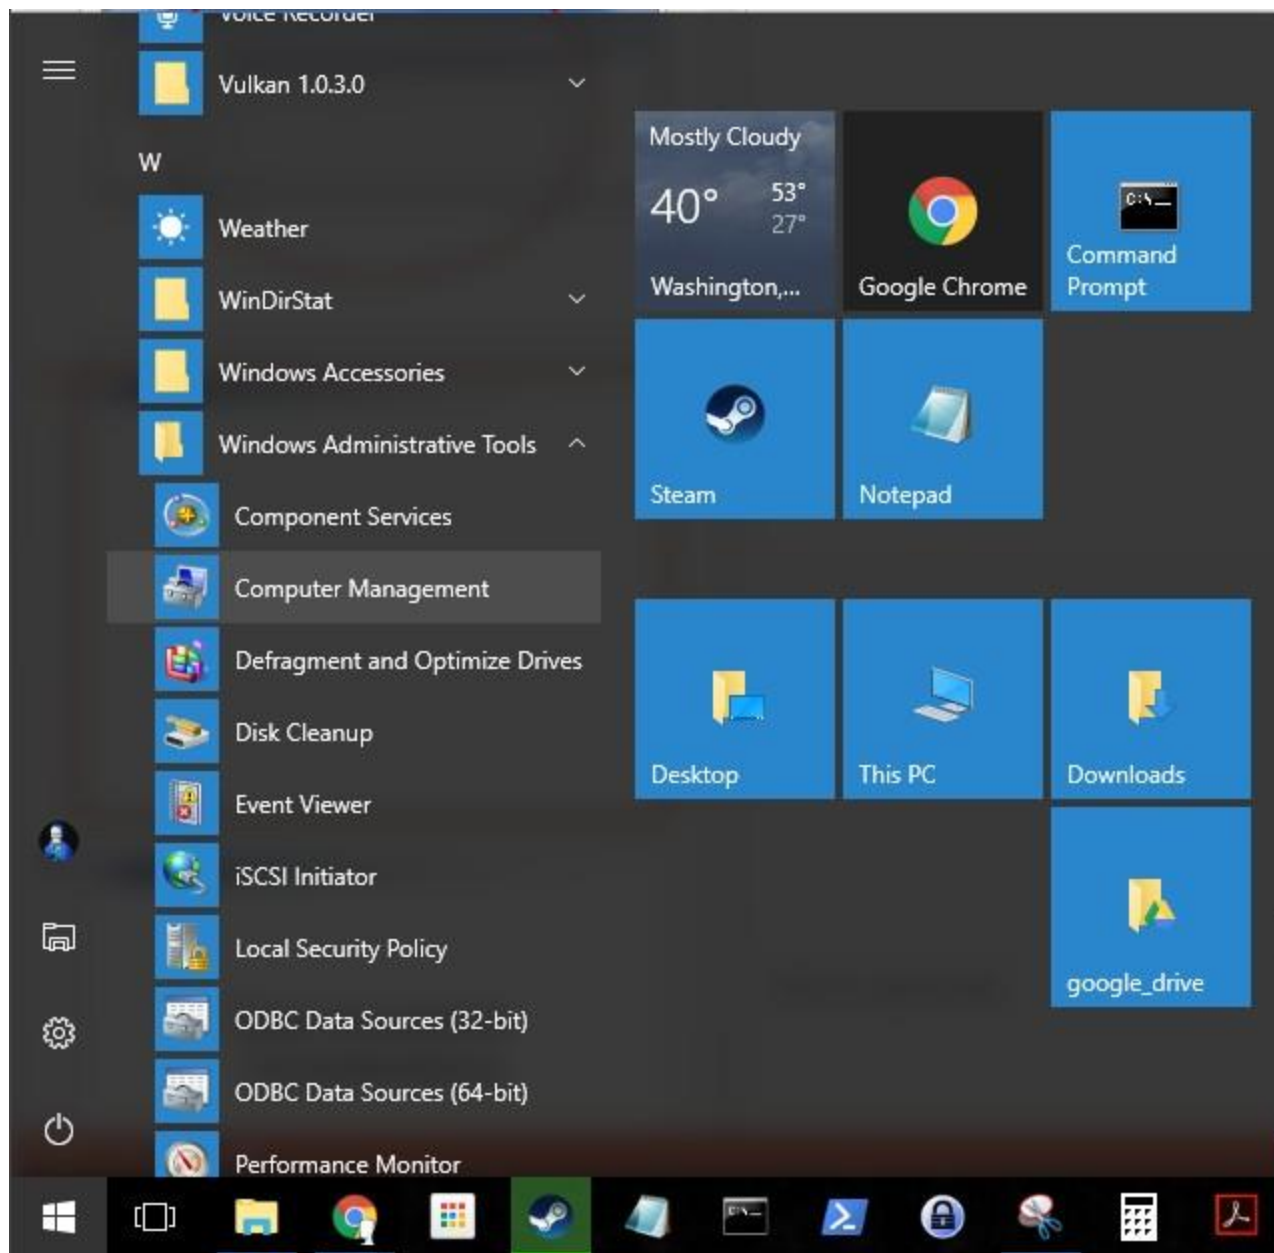 Voice Recorder
Vulkan 1.0.3.0
W
Weather
WinDirStat
Windows Accessories
Windows Administrative Tools
Component Services
Computer Management
Defragment and Optimize Drives
Disk Cleanup
Event Viewer
iSCSI Initiator
Local Security Policy
ODBC Data Sources (32-bit)
ODBC Data Sources (64-bit)
Performance Monitor
Mostly Cloudy
40° 53°
27°
Washington,...
Google Chrome
C:\_
Command
Prompt
Steam
Notepad
Desktop
This PC
Downloads
google_drive
C:\_